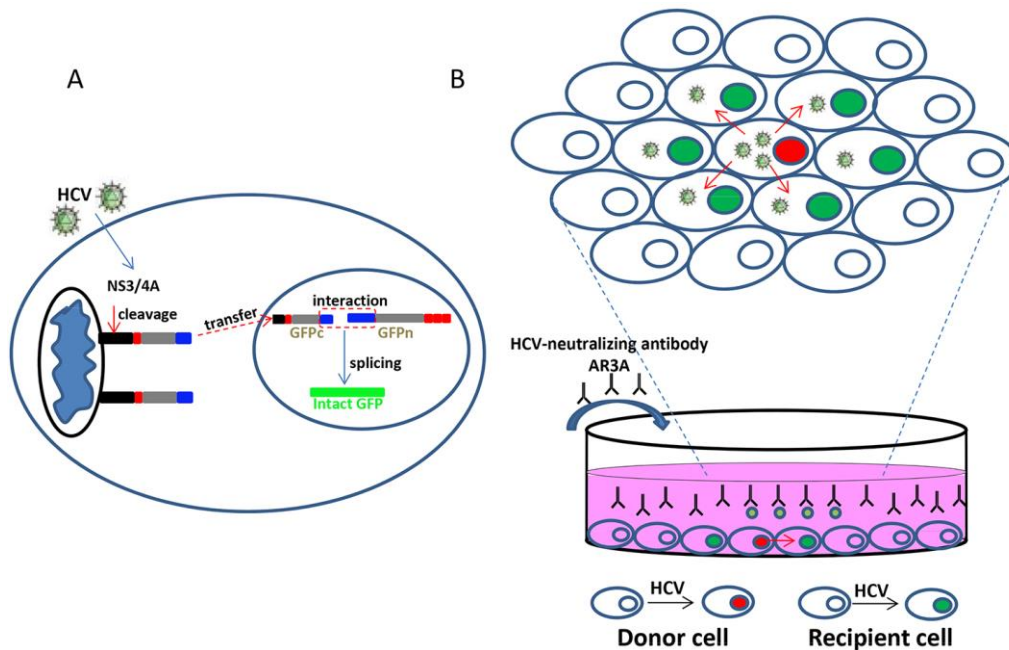 A
HCV
NS3/4A
cleavage
transfer
interaction
GFPc
GFPn
splicing
Intact GFP
B
HCV-neutralizing antibody
AR3A
HCV
HCV
Donor cell
Recipient cell